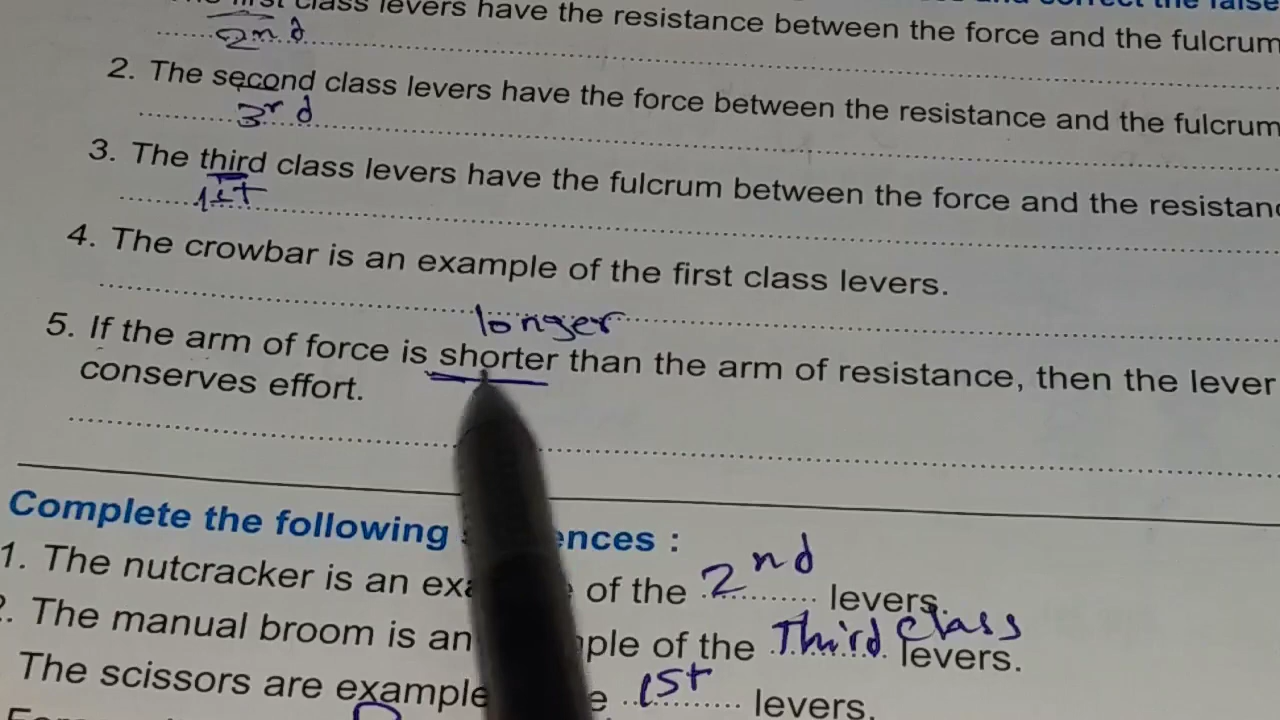 class levers have the resistance between the force and the fulcrum
2nd
2. The second class levers have the force between the resistance and the fulcrum
3rd
3. The third class levers have the fulcrum between the force and the
1st
4. The crowbar is an example of the first class levers.
longer
5. If the arm of force is shorter than the arm of resistance, then the lever
conserves effort.
Complete the following
1. The nutcracker is an of the 2nd levers.
The manual broom is an of the Third class levers.
The scissors are 1st levers.